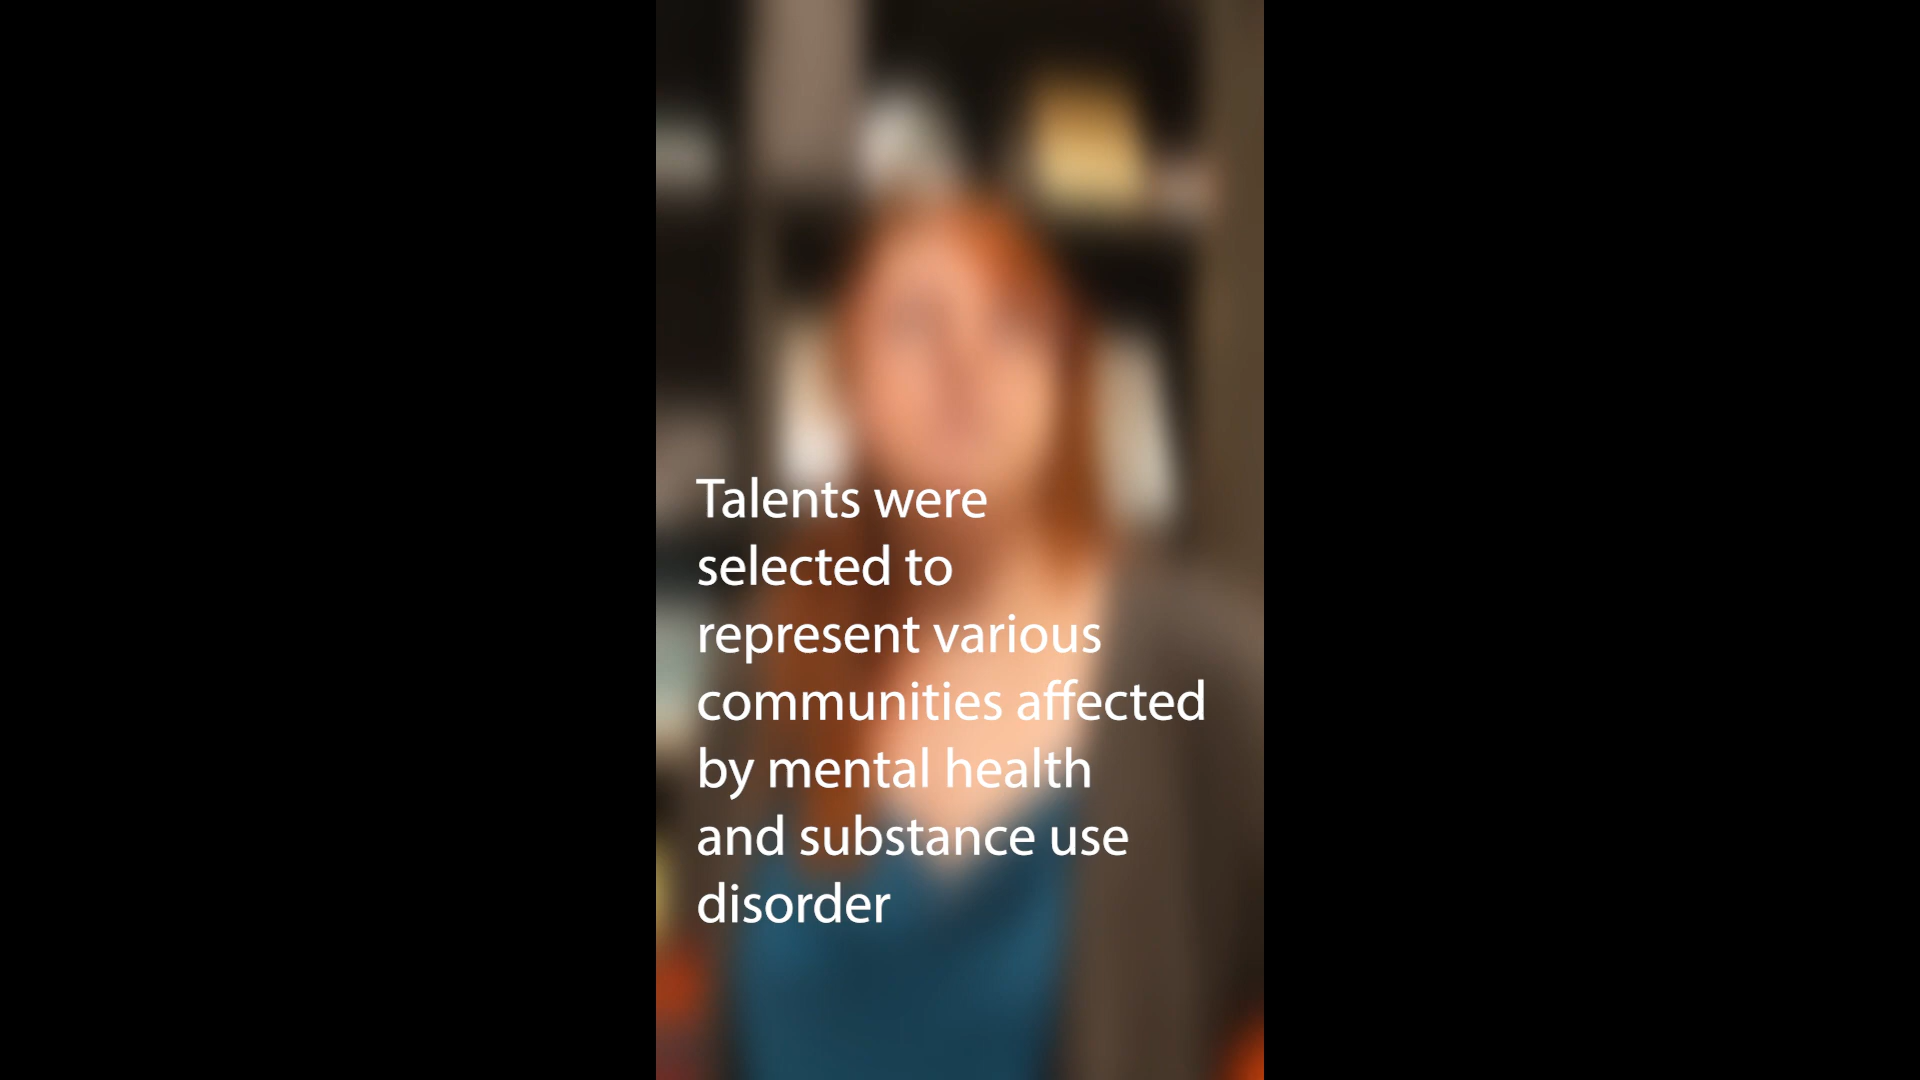 Talents were
selected to
represent various
communities affected
by mental health
and substance use
disorder